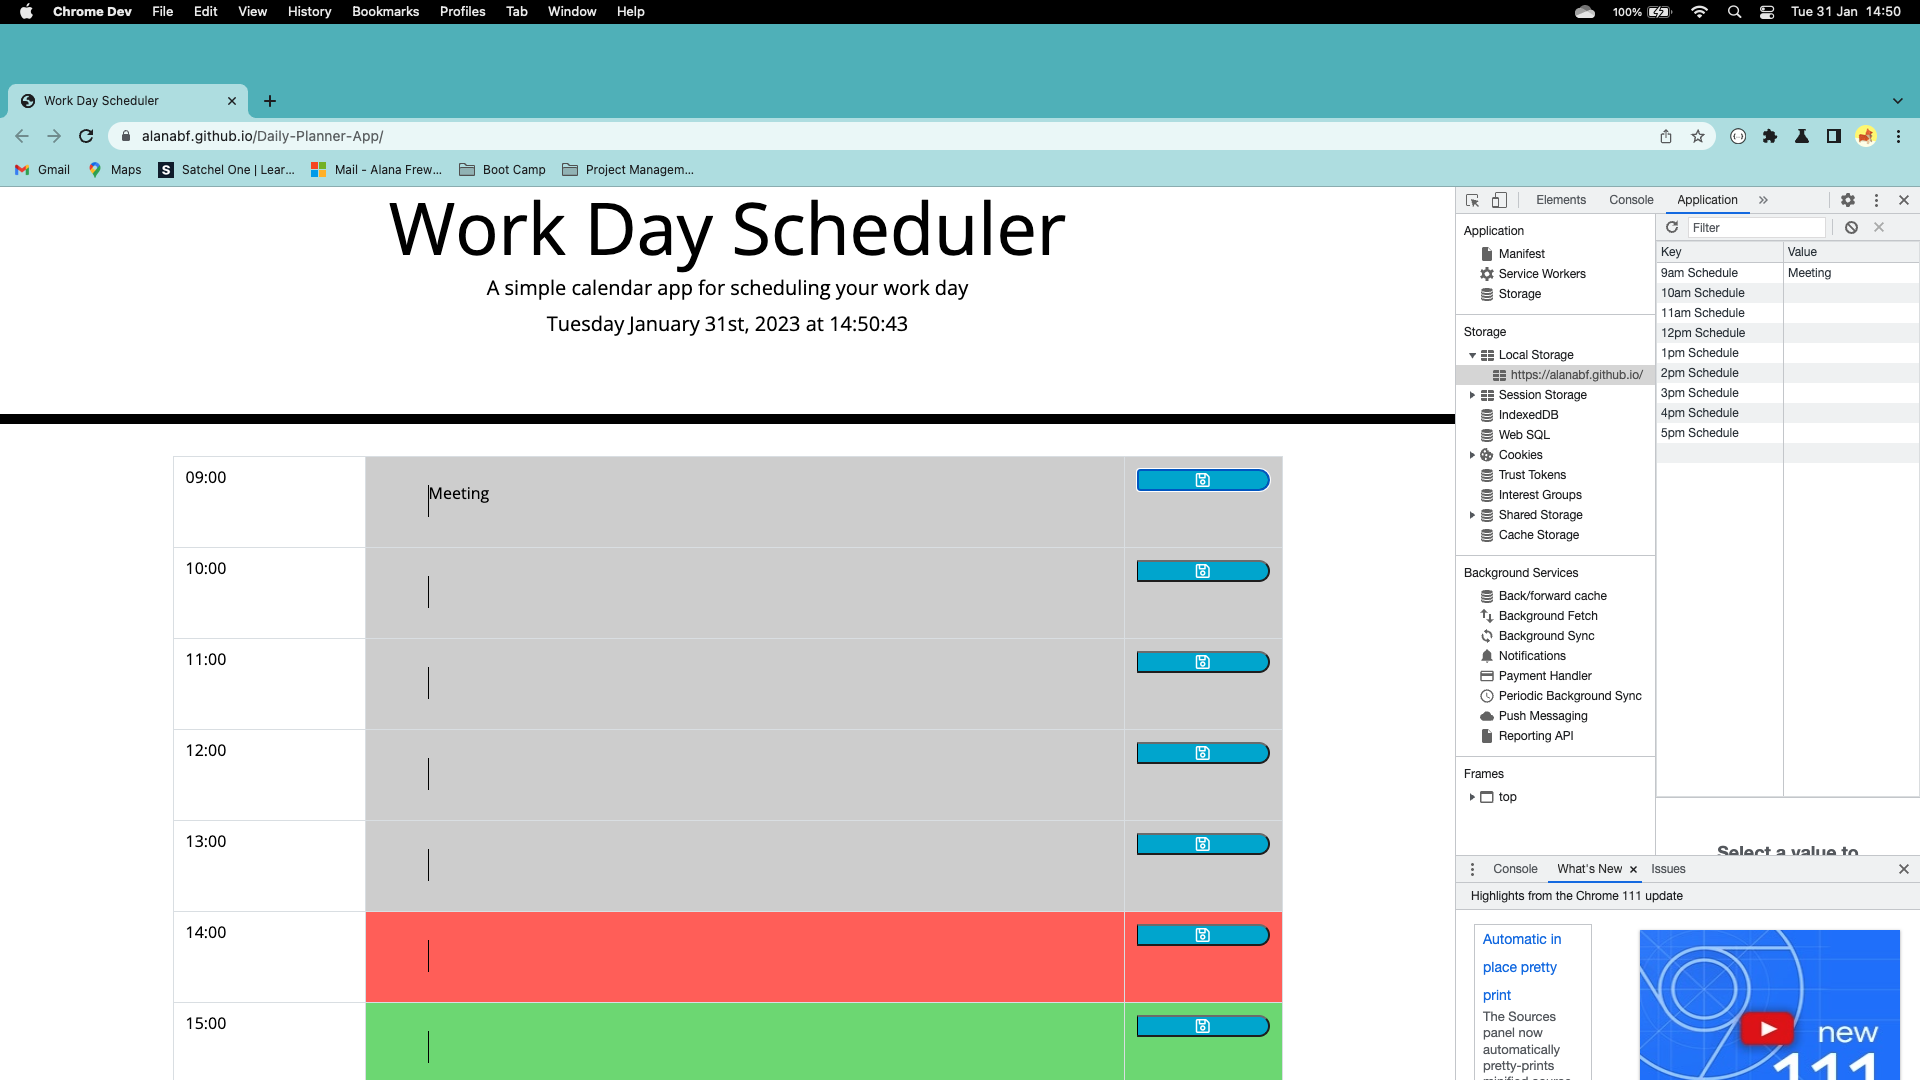 Chrome Dev File Edit View History Bookmarks Profiles Tab Window Help 100% Tue 31 Jan 14:50
Work Day Scheduler
alanabf.github.io/Daily-Planner-App/
Gmail Maps S Satchel One | Lear... Mail - Alana Frew... Boot Camp Project Managem...
Work Day Scheduler
A simple calendar app for scheduling your work day
Tuesday January 31st, 2023 at 14:50:43
09:00 Meeting
10:00
11:00
12:00
13:00
14:00
15:00
Elements Console Application »
Application
Manifest
Service Workers
Storage
Storage
Local Storage
https://alanabf.github.io/
Session Storage
IndexedDB
Web SQL
Cookies
Trust Tokens
Interest Groups
Shared Storage
Cache Storage
Background Services
Back/forward cache
Background Fetch
Background Sync
Notifications
Payment Handler
Periodic Background Sync
Push Messaging
Reporting API
Frames
top
Filter
Key Value
9am Schedule Meeting
10am Schedule
11am Schedule
12pm Schedule
1pm Schedule
2pm Schedule
3pm Schedule
4pm Schedule
5pm Schedule
Select a value to
Console What's New Issues
Highlights from the Chrome 111 update
Automatic in
place pretty
print
The Sources
panel now
automatically
pretty-prints
minified source
new
111